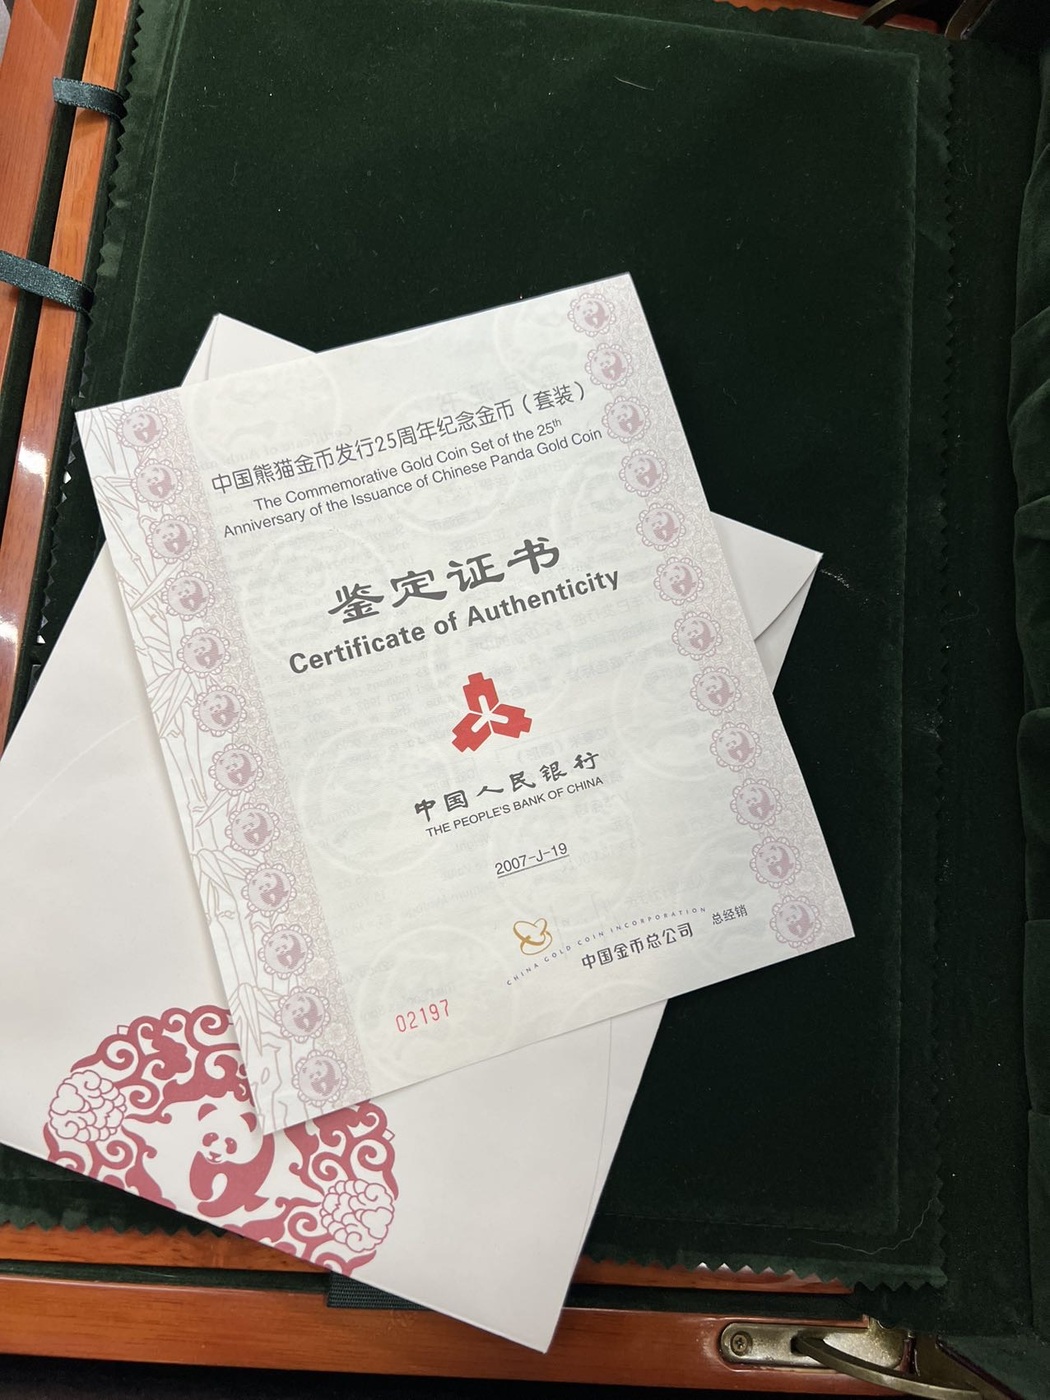 中国熊猫金币发行25周年纪念金币（套装）
The Commemorative Gold Coin Set of the 25th
Anniversary of the Issuance of Chinese Panda Gold Coin
鉴定证书
Certificate of Authenticity
中国人民银行
THE PEOPLE'S BANK OF CHINA
2007-J-19
CHINA GOLD COIN INCORPORATION
中国金币总公司 总经销
02197